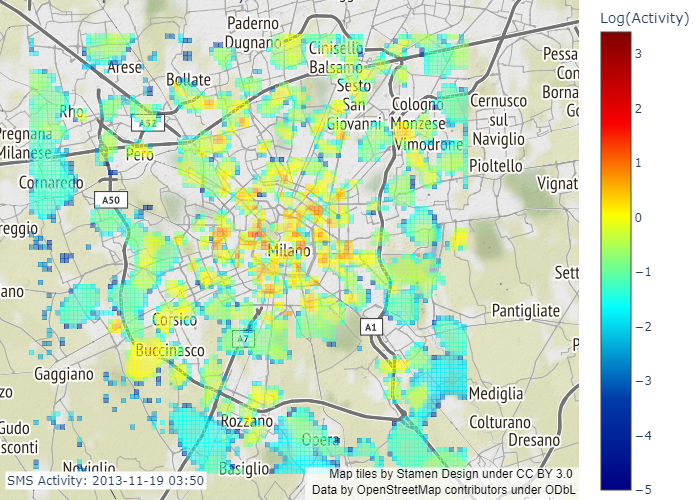 Paderno
Dugnano
Cinisello
Balsamo
Arese
Bollate
Sesto
San
Giovanni
Cologno
Monzese
Vimodrone
Cernusco
sul
Naviglio
Pioltello
Pessa
Con
Borna
Go
Rho
A52
Pregnana
Milanese
Pero
Cornaredo
A50
Vignat
reggio
Milano
Sett
ano
Pantigliate
Corsico
A7
A1
P
Buccinasco
Gaggiano
Mediglia
zzo
Rozzano
Colturano
Dresano
Gudo
sconti
Opera
Noviglio
Basiglio
SMS Activity: 2013-11-19 03:50
Map tiles by Stamen Design under CC BY 3.0
Data by OpenStreetMap contributors under ODbL
Log(Activity)
3
2
1
0
−1
−2
−3
−4
−5